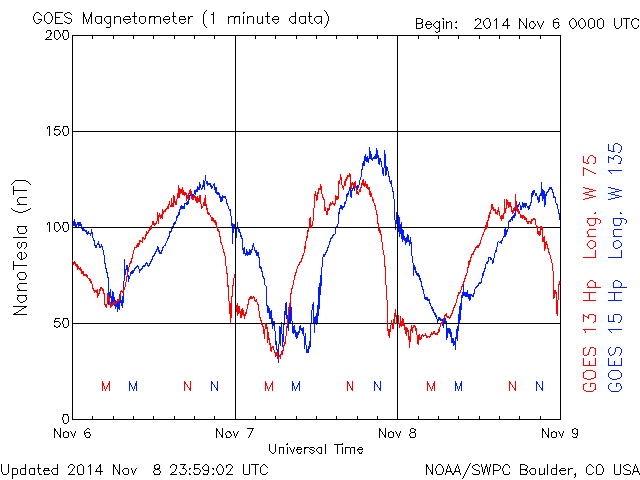 GOES Magnetometer (1 minute data)
Begin: 2014 Nov 6 0000 UTC
200
150
100
50
0
NanoTesla (nT)
M M N N M M N N M M N N
Nov 6 Nov 7 Nov 8 Nov 9
Universal Time
GOES 13 Hp Long. W 75
GOES 15 Hp Long. W 135
Updated 2014 Nov 8 23:59:02 UTC
NOAA/SWPC Boulder, CO USA